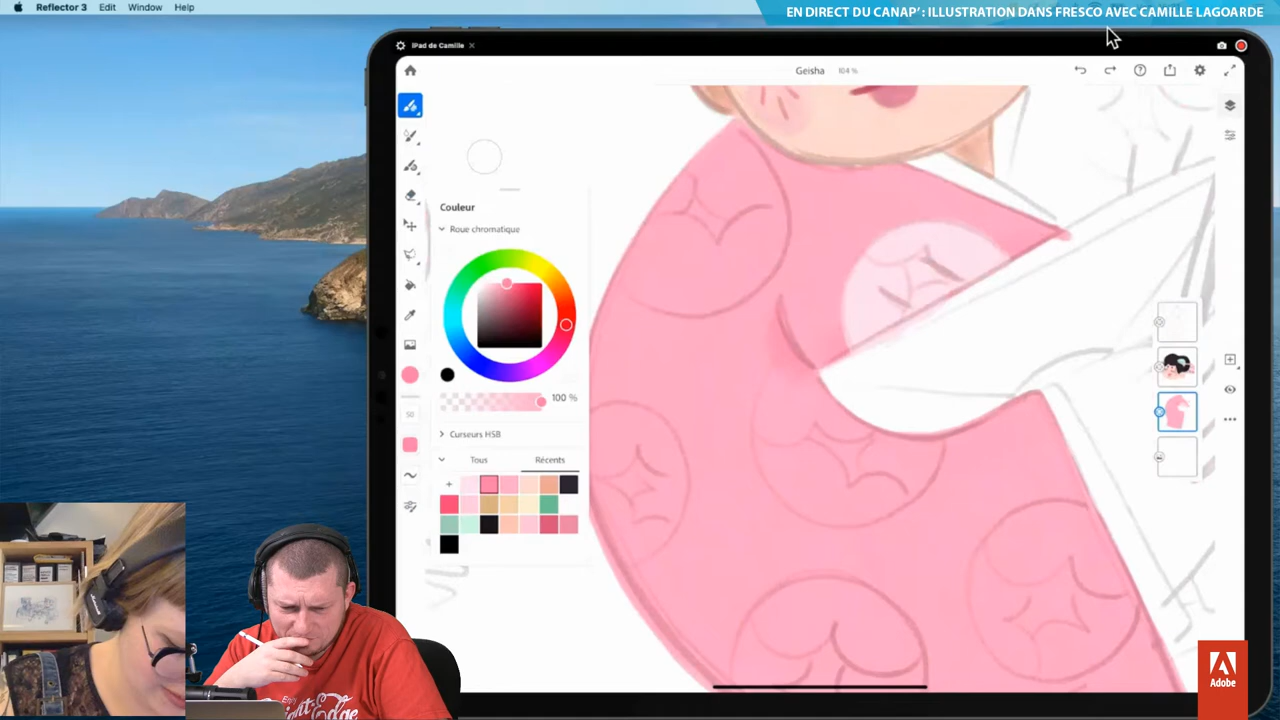 Reflector 3 Edit Window Help
EN DIRECT DU CANAP' : ILLUSTRATION DANS FRESCO AVEC CAMILLE LAGOARDE
iPad de Camille
Geisha 104 %
Couleur
Roue chromatique
100 %
50
Curseurs HSB
Tous Récents
Adobe